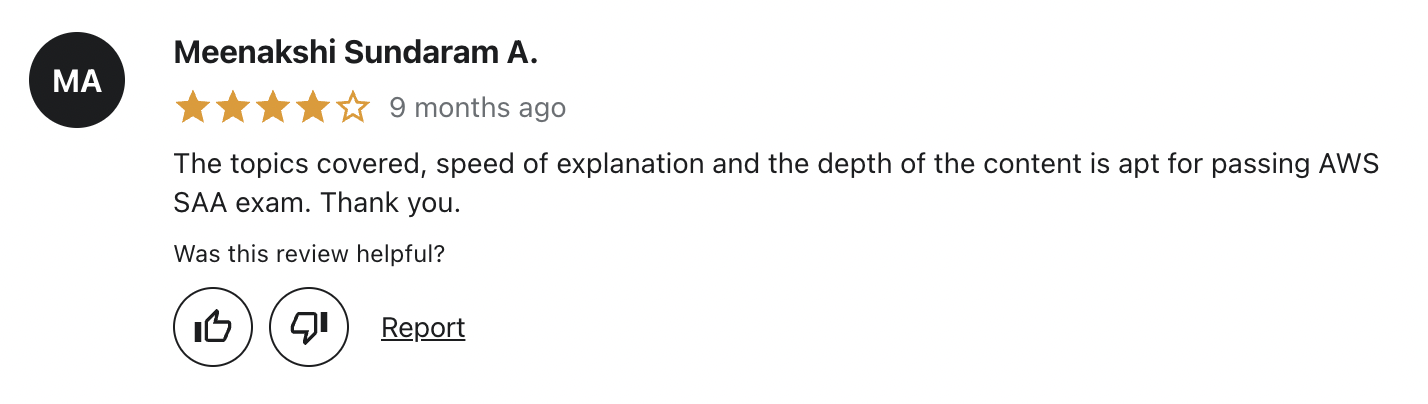 MA
Meenakshi Sundaram A.
9 months ago
The topics covered, speed of explanation and the depth of the content is apt for passing AWS
SAA exam. Thank you.
Was this review helpful?
Report